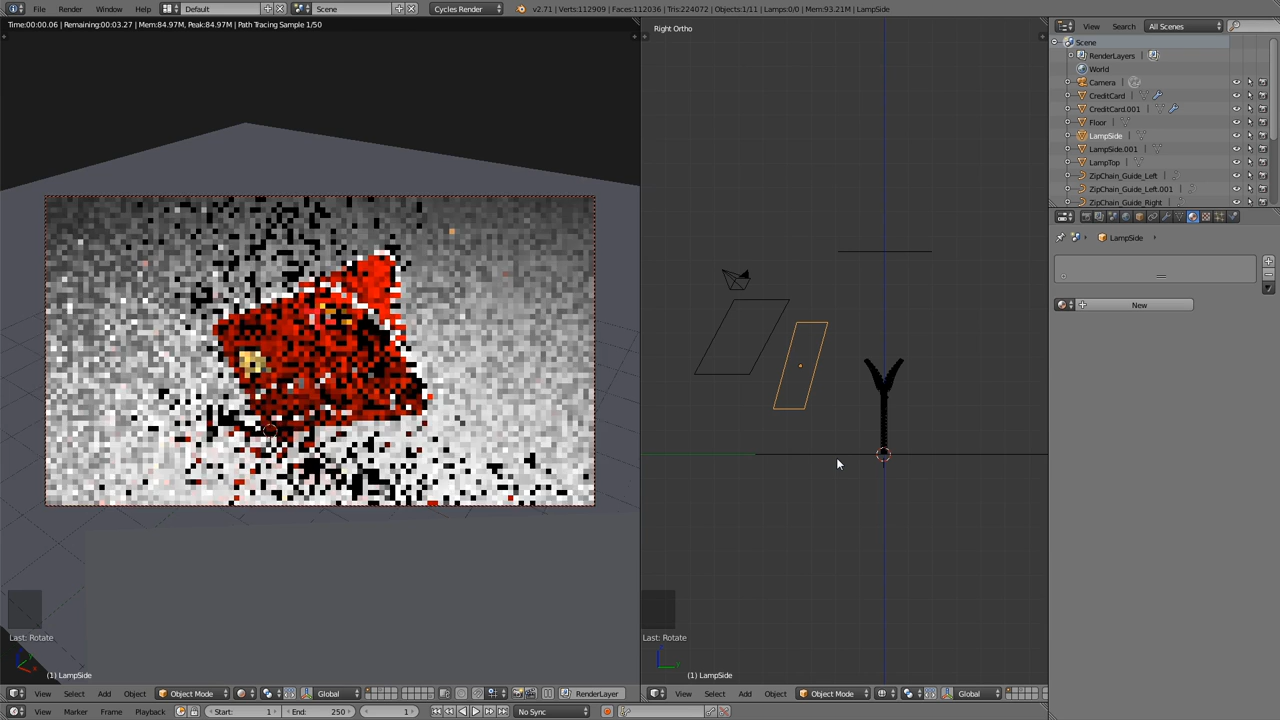 File Render Window Help Default Scene Cycles Render v2.71 | Verts:112909 | Faces:112036 | Tris:224072 | Objects:1/11 | Lamps:0/0 | Mem:93.21M | LampSide
Time:00:00.06 | Remaining:00:03.27 | Mem:84.97M, Peak:84.97M | Path Tracing Sample 1/50
Right Ortho
View Search All Scenes
Scene
RenderLayers
World
Camera
CreditCard
CreditCard.001
Floor
LampSide
LampSide.001
LampTop
ZipChain_Guide_Left
ZipChain_Guide_Left.001
ZipChain_Guide_Right
LampSide
New
Last: Rotate
(1) LampSide
Last: Rotate
(1) LampSide
View Select Add Object Object Mode Global RenderLayer
View Select Add Object Object Mode Global
View Marker Frame Playback Start: 1 End: 250 1 No Sync